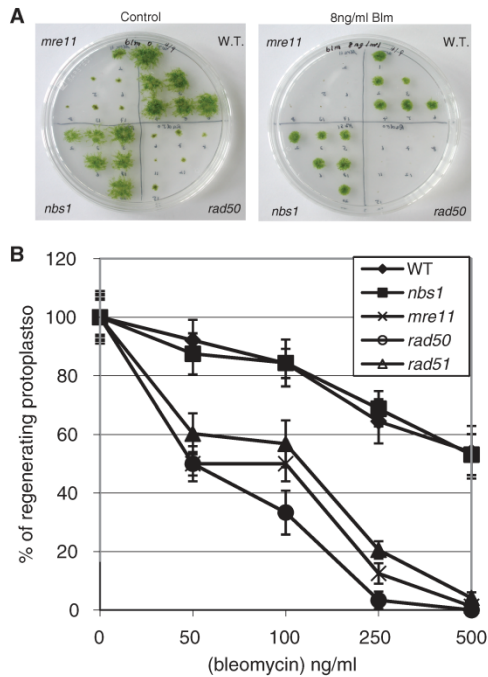 A
Control
8ng/ml Blm
mre11
W.T.
mre11
W.T.
nbs1
rad50
nbs1
rad50
B
120
100
80
60
40
20
0
% of regenerating protoplastso
WT
nbs1
mre11
rad50
rad51
0 50 100 250 500
(bleomycin) ng/ml